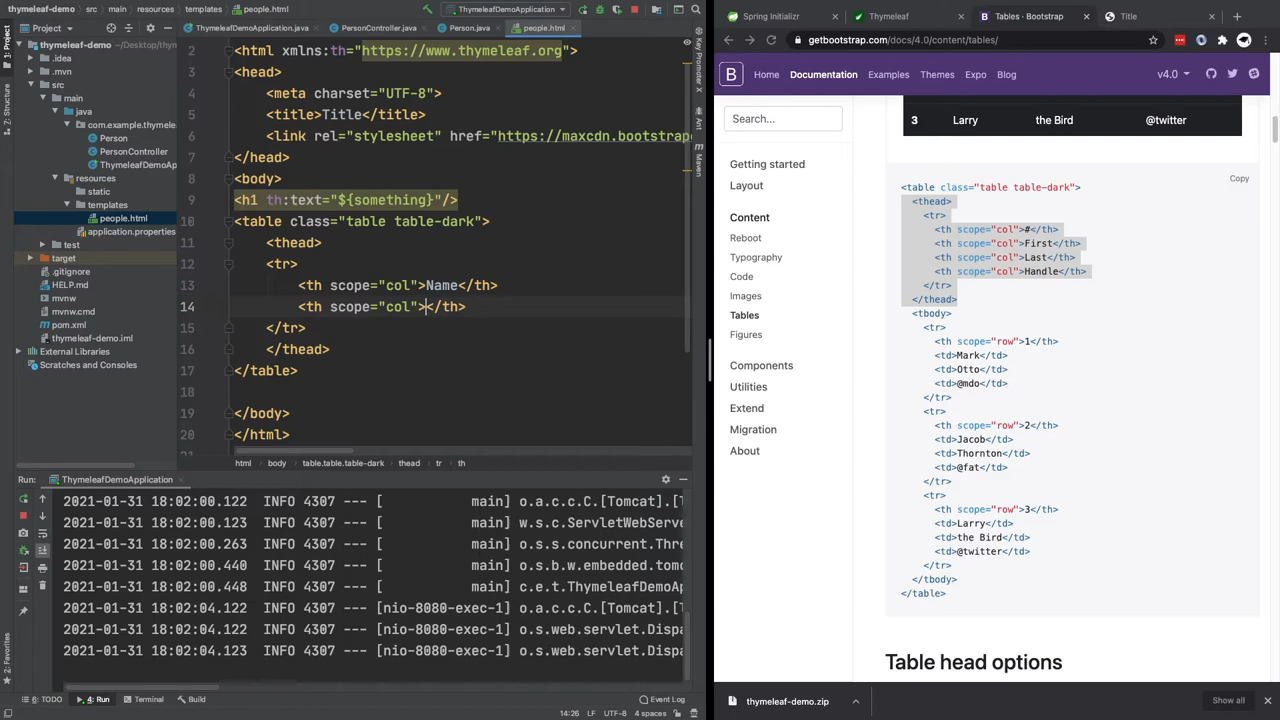 thymeleaf-demo src main resources templates people.html ThymeleafDemoApplication
Project
ThymeleafDemoApplication.java PersonController.java Person.java people.html
1: Project
7: Structure
2: Favorites
thymeleaf-demo ~/Desktop/thy
.idea
.mvn
src
main
java
com.example.thymele
Person
PersonController
ThymeleafDemoAp
resources
static
templates
people.html
application.properties
test
target
.gitignore
HELP.md
mvnw
mvnw.cmd
pom.xml
thymeleaf-demo.iml
External Libraries
Scratches and Consoles
2 <html xmlns:th="https://www.thymeleaf.org">
3 <head>
4 <meta charset="UTF-8">
5 <title>Title</title>
6 <link rel="stylesheet" href="https://maxcdn.bootstrapc
7 </head>
8 <body>
9 <h1 th:text="${something}"/>
10 <table class="table table-dark">
11 <thead>
12 <tr>
13 <th scope="col">Name</th>
14 <th scope="col"></th>
15 </tr>
16 </thead>
17 </table>
18
19 </body>
20 </html>
html body table.table.table-dark thead tr th
Key Promoter X
Ant
Maven
Run: ThymeleafDemoApplication
2021-01-31 18:02:00.122 INFO 4307 --- [ main] o.a.c.c.C.[Tomcat].[
2021-01-31 18:02:00.123 INFO 4307 --- [ main] w.s.c.ServletWebServe
2021-01-31 18:02:00.263 INFO 4307 --- [ main] o.s.s.concurrent.Thre
2021-01-31 18:02:00.440 INFO 4307 --- [ main] o.s.b.w.embedded.tomc
2021-01-31 18:02:00.448 INFO 4307 --- [ main] c.e.t.ThymeleafDemoAp
2021-01-31 18:02:04.122 INFO 4307 --- [nio-8080-exec-1] o.a.c.c.C.[Tomcat].[
2021-01-31 18:02:04.122 INFO 4307 --- [nio-8080-exec-1] o.s.web.servlet.Dispa
2021-01-31 18:02:04.123 INFO 4307 --- [nio-8080-exec-1] o.s.web.servlet.Dispa
6: TODO 4: Run Terminal Build Event Log
14:26 LF UTF-8 4 spaces
Spring Initializr Thymeleaf Tables · Bootstrap Title
getbootstrap.com/docs/4.0/content/tables/
B Home Documentation Examples Themes Expo Blog v4.0
Search...
Getting started
Layout
Content
Reboot
Typography
Code
Images
Tables
Figures
Components
Utilities
Extend
Migration
About
3 Larry the Bird @twitter
Copy
<table class="table table-dark">
<thead>
<tr>
<th scope="col">#</th>
<th scope="col">First</th>
<th scope="col">Last</th>
<th scope="col">Handle</th>
</tr>
</thead>
<tbody>
<tr>
<th scope="row">1</th>
<td>Mark</td>
<td>Otto</td>
<td>@mdo</td>
</tr>
<tr>
<th scope="row">2</th>
<td>Jacob</td>
<td>Thornton</td>
<td>@fat</td>
</tr>
<tr>
<th scope="row">3</th>
<td>Larry</td>
<td>the Bird</td>
<td>@twitter</td>
</tr>
</tbody>
</table>
Table head options
thymeleaf-demo.zip Show all